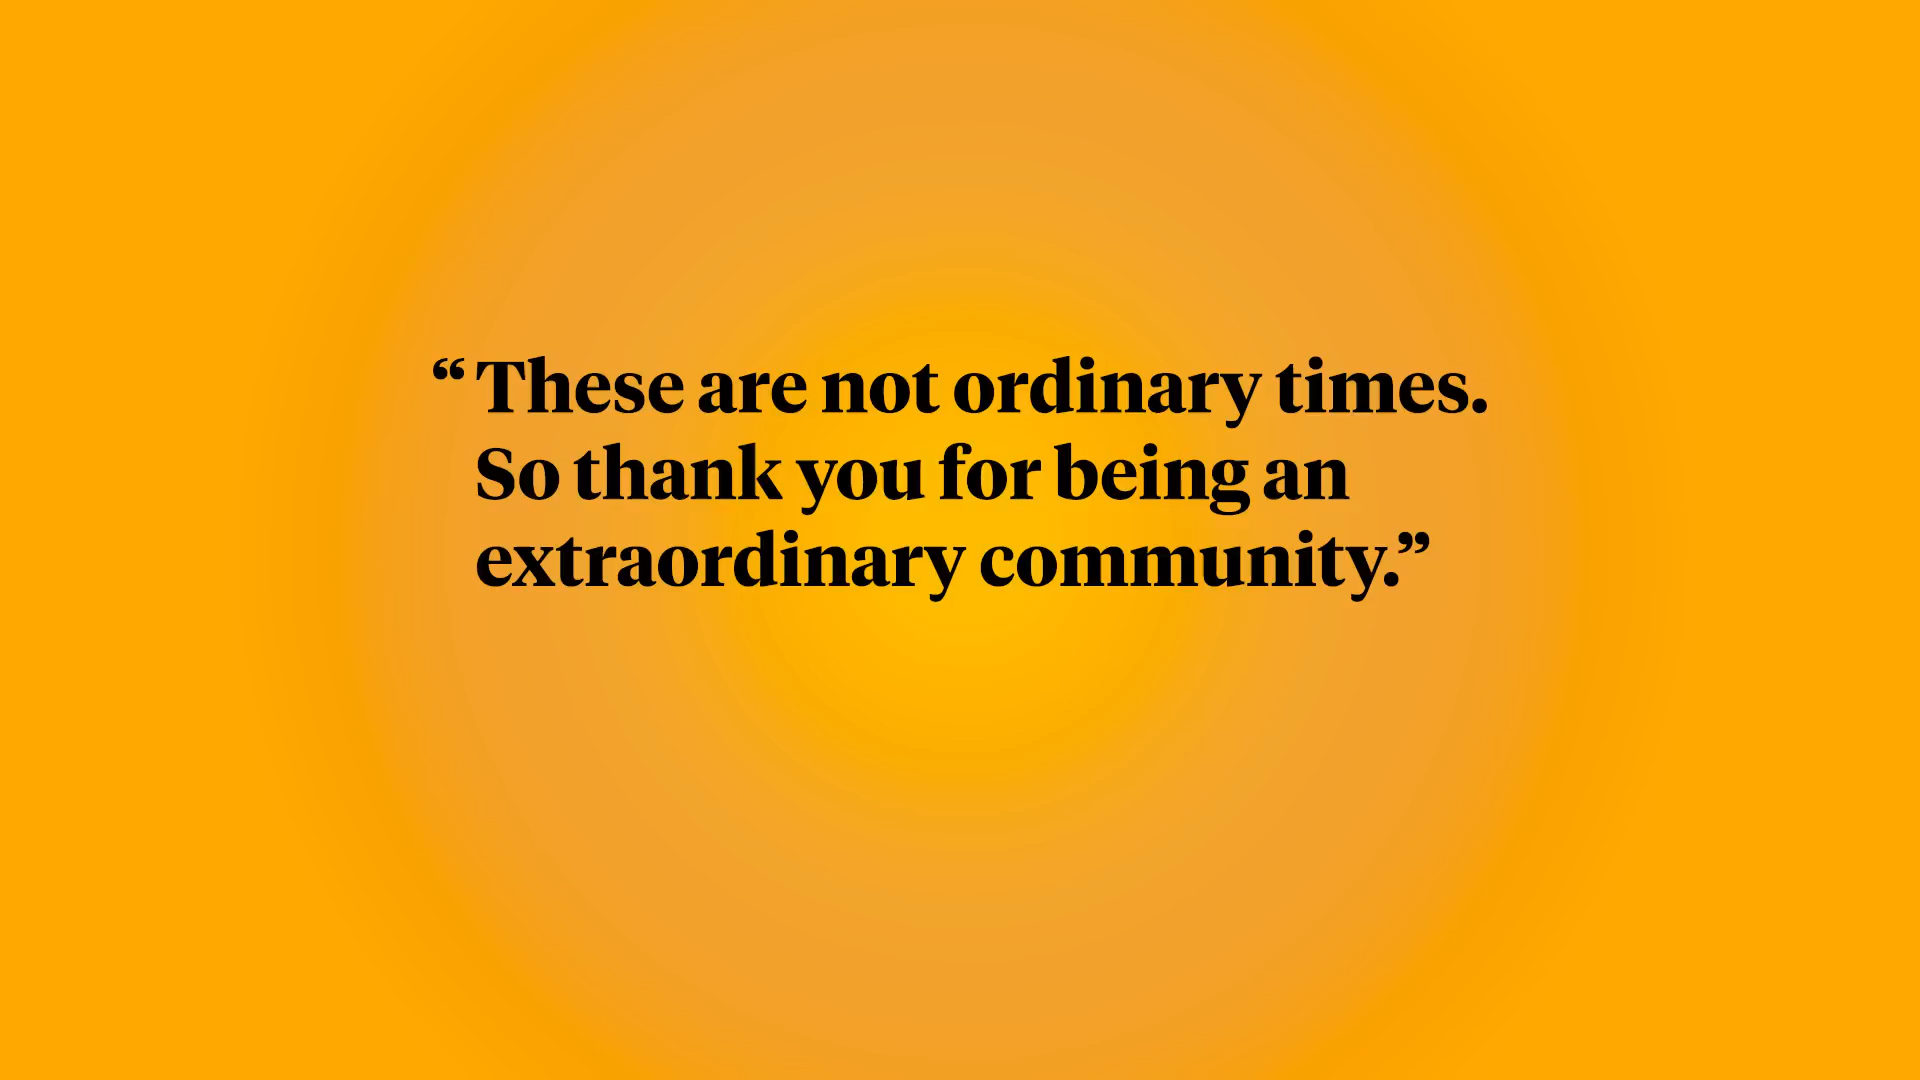 “These are not ordinary times.
So thank you for being an
extraordinary community.”